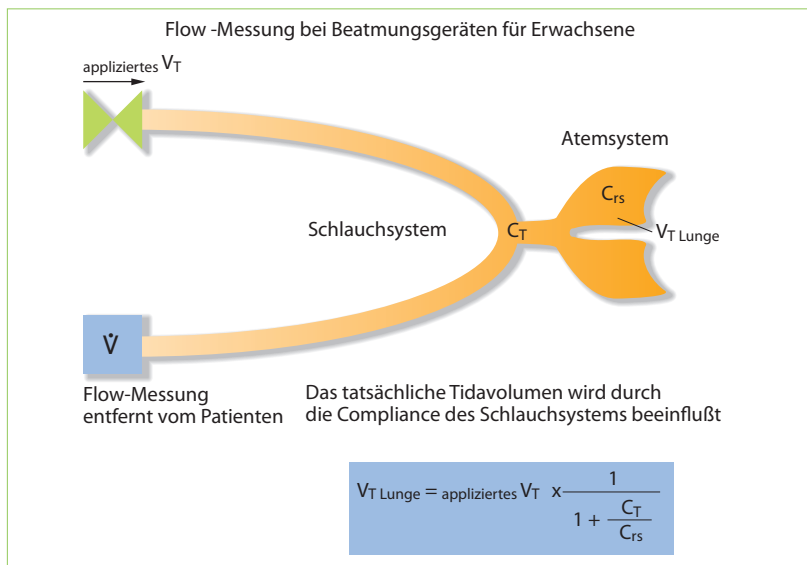 Flow -Messung bei Beatmungsgeräten für Erwachsene
appliziertes VT
Atemsystem
Crs
Schlauchsystem
CT
VT Lunge
V̇
Flow-Messung
entfernt vom Patienten
Das tatsächliche Tidavolumen wird durch
die Compliance des Schlauchsystems beeinflußt
VT Lunge = appliziertes VT x 1
1 + CT
Crs